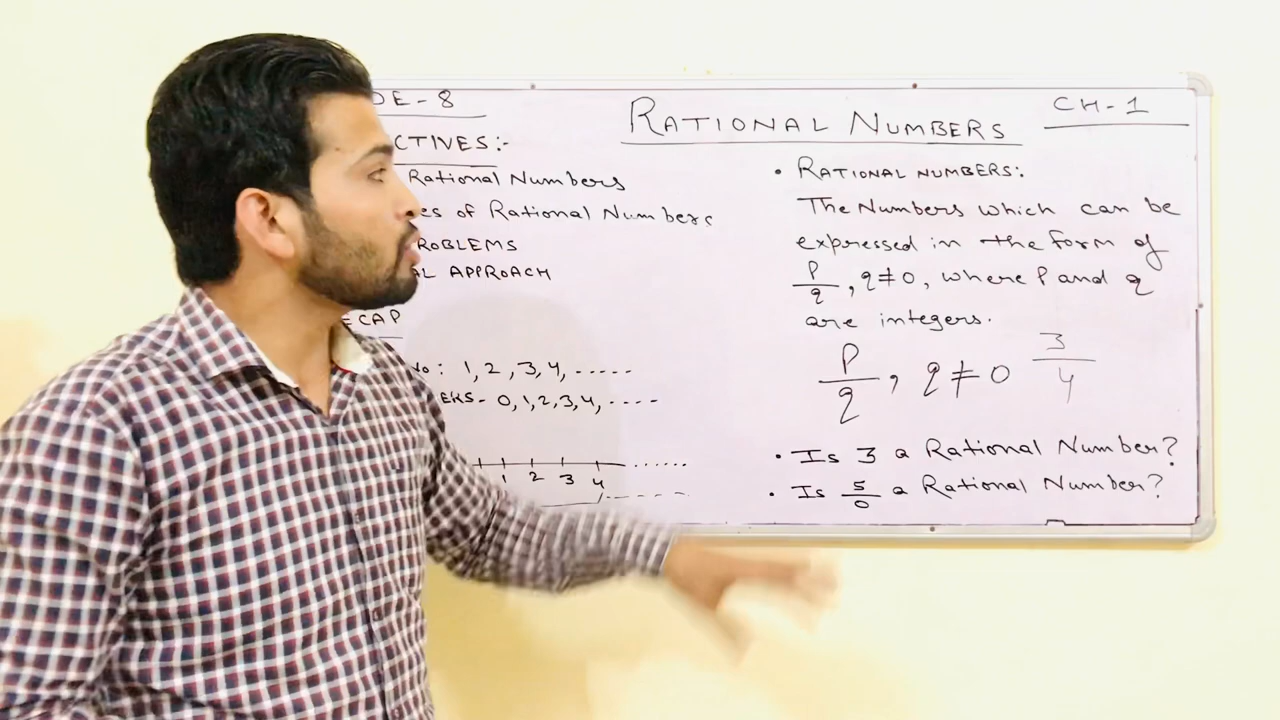 DE-8
CTIVES:-
Rational Numbers
es of Rational Numbers
ROBLEMS
AL APPROACH
ECAP
No: 1, 2, 3, 4, -----
ERS- 0,1,2,3,4, ----
1 2 3 4 ......
RATIONAL NUMBERS
CH-1
• RATIONAL NUMBERS:
The Numbers which can be
expressed in the form of
P/q, q≠0, where P and q
are integers.
P/q, q≠0 3/4
• Is 3 a Rational Number?
• Is 5/0 a Rational Number?